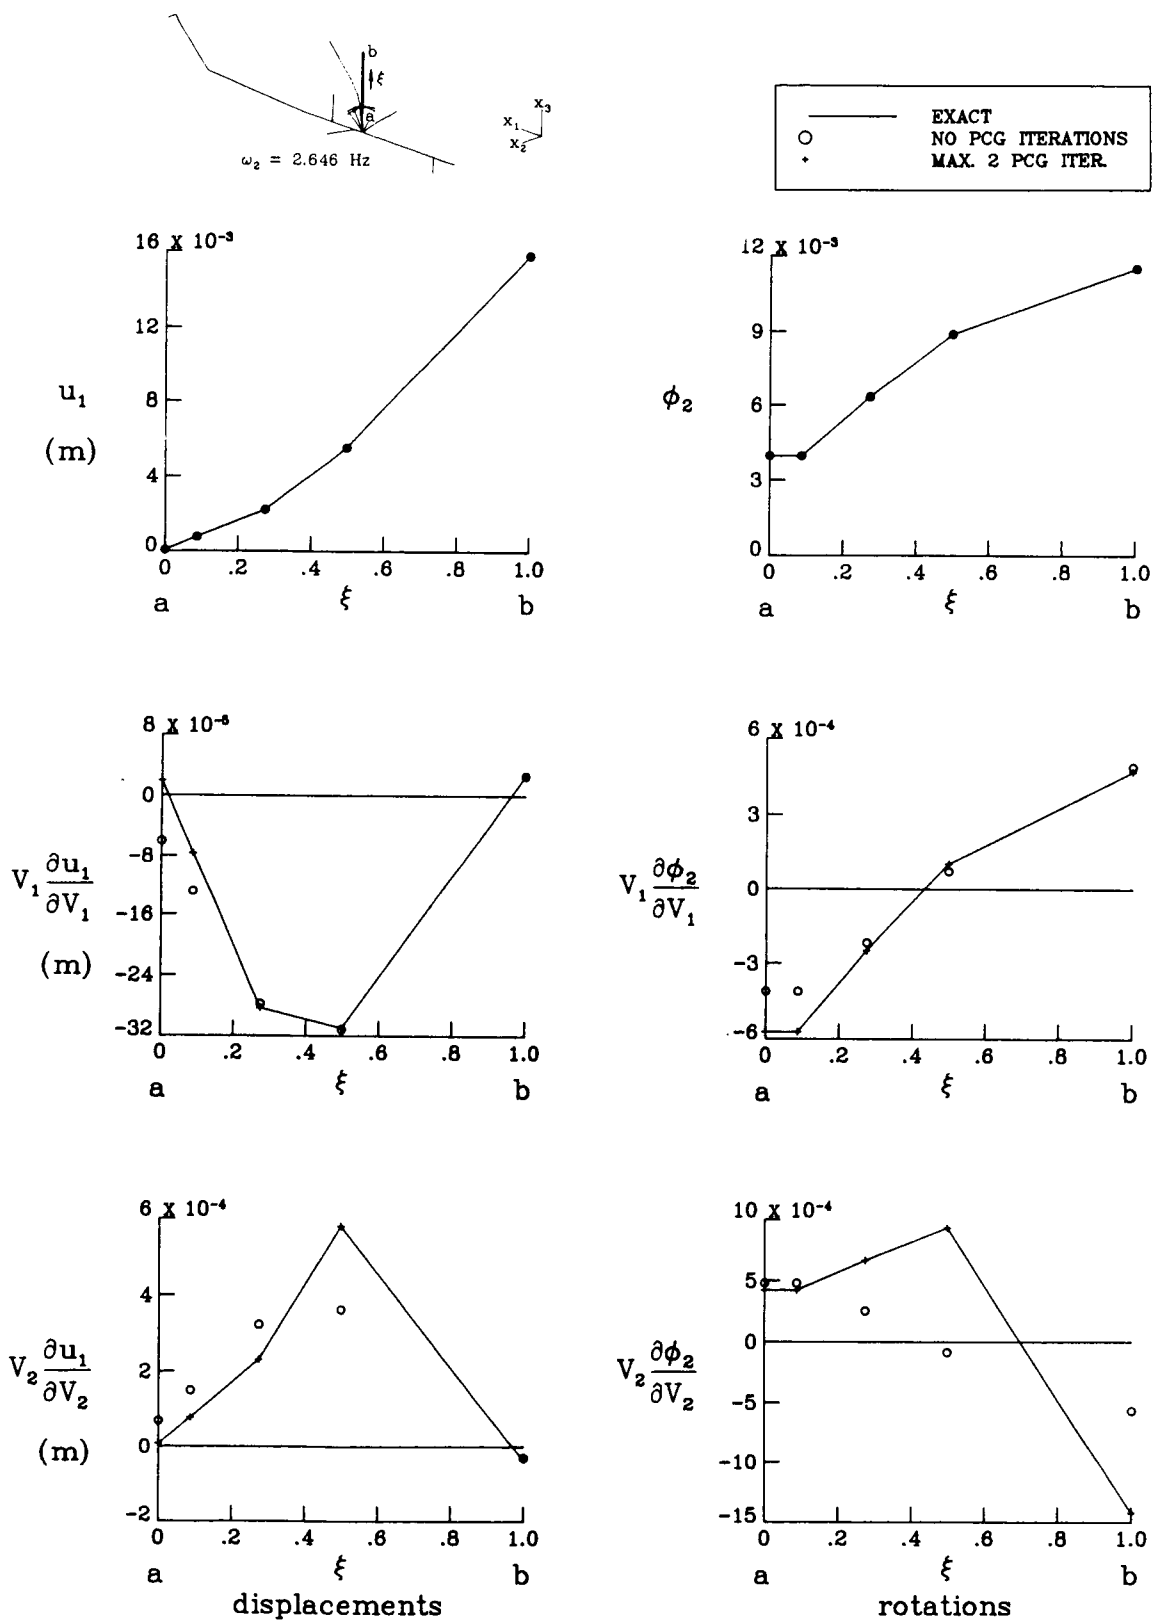 b
ξ
a
x₃
x₁
x₂
ω₂ = 2.646 Hz
EXACT
NO PCG ITERATIONS
MAX. 2 PCG ITER.
16 X 10⁻³
12
8
4
0
u₁
(m)
0 .2 .4 .6 .8 1.0
a ξ b
12 X 10⁻³
9
6
3
0
ϕ₂
0 .2 .4 .6 .8 1.0
a ξ b
8 X 10⁻⁵
0
-8
-16
-24
-32
V₁ ∂u₁/∂V₁
(m)
0 .2 .4 .6 .8 1.0
a ξ b
6 X 10⁻⁴
3
0
-3
-6
V₁ ∂ϕ₂/∂V₁
0 .2 .4 .6 .8 1.0
a ξ b
6 X 10⁻⁴
4
2
0
-2
V₂ ∂u₁/∂V₂
(m)
0 .2 .4 .6 .8 1.0
a ξ b
displacements
10 X 10⁻⁴
5
0
-5
-10
-15
V₂ ∂ϕ₂/∂V₂
0 .2 .4 .6 .8 1.0
a ξ b
rotations